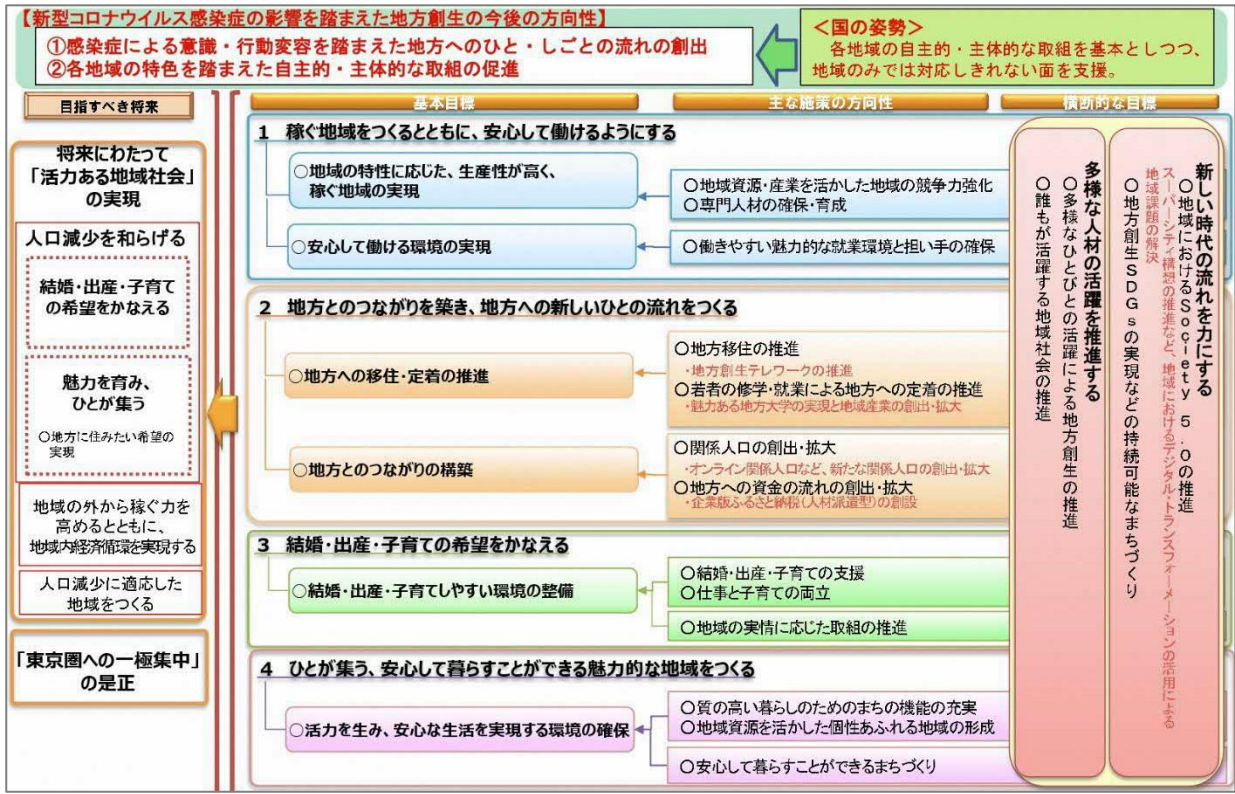 【新型コロナウイルス感染症の影響を踏まえた地方創生の今後の方向性】
①感染症による意識・行動変容を踏まえた地方へのひと・しごとの流れの創出
②各地域の特色を踏まえた自主的・主体的な取組の促進
＜国の姿勢＞
各地域の自主的・主体的な取組を基本としつつ、
地域のみでは対応しきれない面を支援。
目指すべき将来
将来にわたって
「活力ある地域社会」
の実現
人口減少を和らげる
結婚・出産・子育て
の希望をかなえる
魅力を育み、
ひとが集う
○地方に住みたい希望の
実現
地域の外から稼ぐ力を
高めるとともに、
地域内経済循環を実現する
人口減少に適応した
地域をつくる
「東京圏への一極集中」
の是正
基本目標
主な施策の方向性
横断的な目標
1 稼ぐ地域をつくるとともに、安心して働けるようにする
○地域の特性に応じた、生産性が高く、
稼ぐ地域の実現
○地域資源・産業を活かした地域の競争力強化
○専門人材の確保・育成
○安心して働ける環境の実現
○働きやすい魅力的な就業環境と担い手の確保
2 地方とのつながりを築き、地方への新しいひとの流れをつくる
○地方への移住・定着の推進
○地方移住の推進
・地方創生テレワークの推進
○若者の修学・就業による地方への定着の推進
・魅力ある地方大学の実現と地域産業の創出・拡大
○地方とのつながりの構築
○関係人口の創出・拡大
・オンライン関係人口など、新たな関係人口の創出・拡大
○地方への資金の流れの創出・拡大
・企業版ふるさと納税(人材派遣型)の創設
3 結婚・出産・子育ての希望をかなえる
○結婚・出産・子育てしやすい環境の整備
○結婚・出産・子育ての支援
○仕事と子育ての両立
○地域の実情に応じた取組の推進
4 ひとが集う、安心して暮らすことができる魅力的な地域をつくる
○活力を生み、安心な生活を実現する環境の確保
○質の高い暮らしのためのまちの機能の充実
○地域資源を活かした個性あふれる地域の形成
○安心して暮らすことができるまちづくり
新しい時代の流れを力にする
○地域におけるSociety 5.0の推進
スーパーシティ構想の推進など、地域におけるデジタル・トランスフォーメーションの活用による
地域課題の解決
○地方創生SDGsの実現などの持続可能なまちづくり
多様な人材の活躍を推進する
○多様なひとびとの活躍による地方創生の推進
○誰もが活躍する地域社会の推進